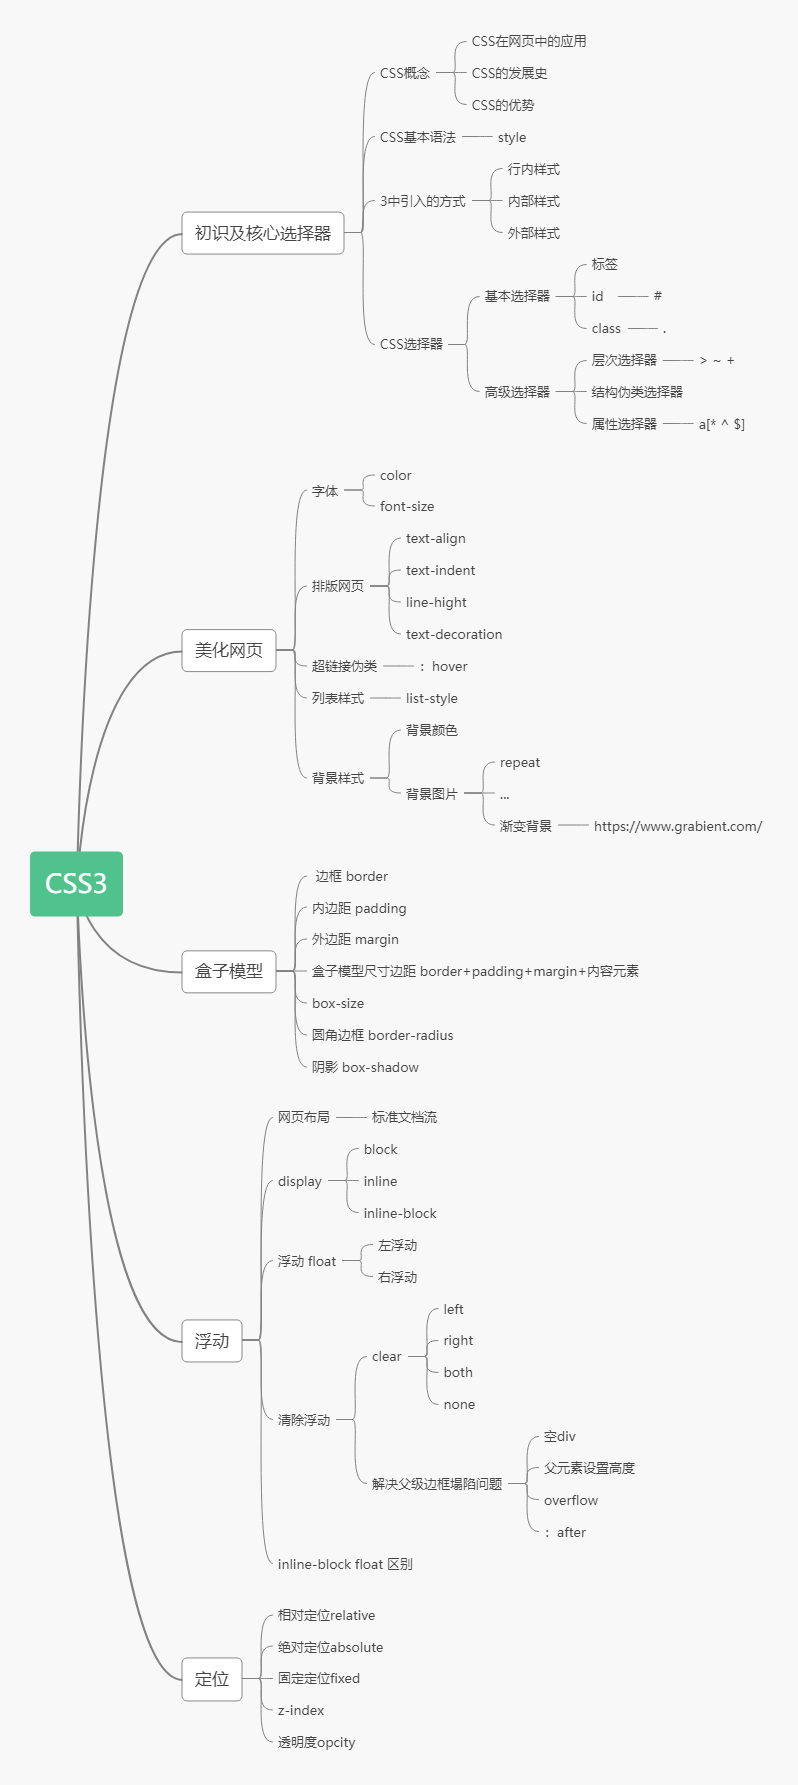 CSS3
初识及核心选择器
CSS概念
CSS在网页中的应用
CSS的发展史
CSS的优势
CSS基本语法
style
3中引入的方式
行内样式
内部样式
外部样式
CSS选择器
基本选择器
标签
id
#
class
.
高级选择器
层次选择器
> ~ +
结构伪类选择器
属性选择器
a[* ^ $]
美化网页
字体
color
font-size
排版网页
text-align
text-indent
line-hight
text-decoration
超链接伪类
：hover
列表样式
list-style
背景样式
背景颜色
背景图片
repeat
...
渐变背景
https://www.grabient.com/
盒子模型
边框 border
内边距 padding
外边距 margin
盒子模型尺寸边距 border+padding+margin+内容元素
box-size
圆角边框 border-radius
阴影 box-shadow
浮动
网页布局
标准文档流
display
block
inline
inline-block
浮动 float
左浮动
右浮动
清除浮动
clear
left
right
both
none
解决父级边框塌陷问题
空div
父元素设置高度
overflow
：after
inline-block float 区别
定位
相对定位relative
绝对定位absolute
固定定位fixed
z-index
透明度opcity